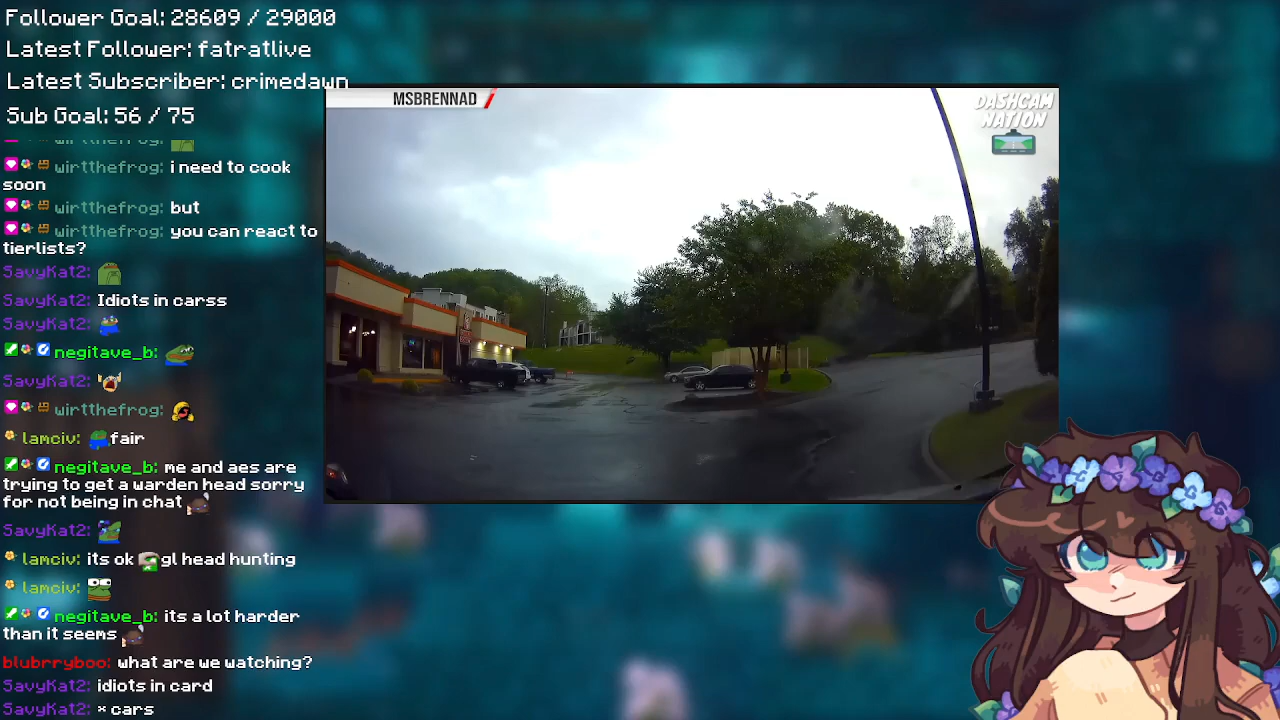 Follower Goal: 28609 / 29000
Latest Follower: fatratlive
Latest Subscriber: crimedawn
Sub Goal: 56 / 75
wirtthefrog:
wirtthefrog: i need to cook
soon
wirtthefrog: but
wirtthefrog: you can react to
tierlists?
SavyKat2:
SavyKat2: Idiots in carss
SavyKat2:
negitave_b:
SavyKat2:
wirtthefrog:
lamciv: fair
negitave_b: me and aes are
trying to get a warden head sorry
for not being in chat
SavyKat2:
lamciv: its ok gl head hunting
lamciv:
negitave_b: its a lot harder
than it seems
blubrryboo: what are we watching?
SavyKat2: idiots in card
SavyKat2: * cars
MSBRENNAD
DASHCAM
NATION